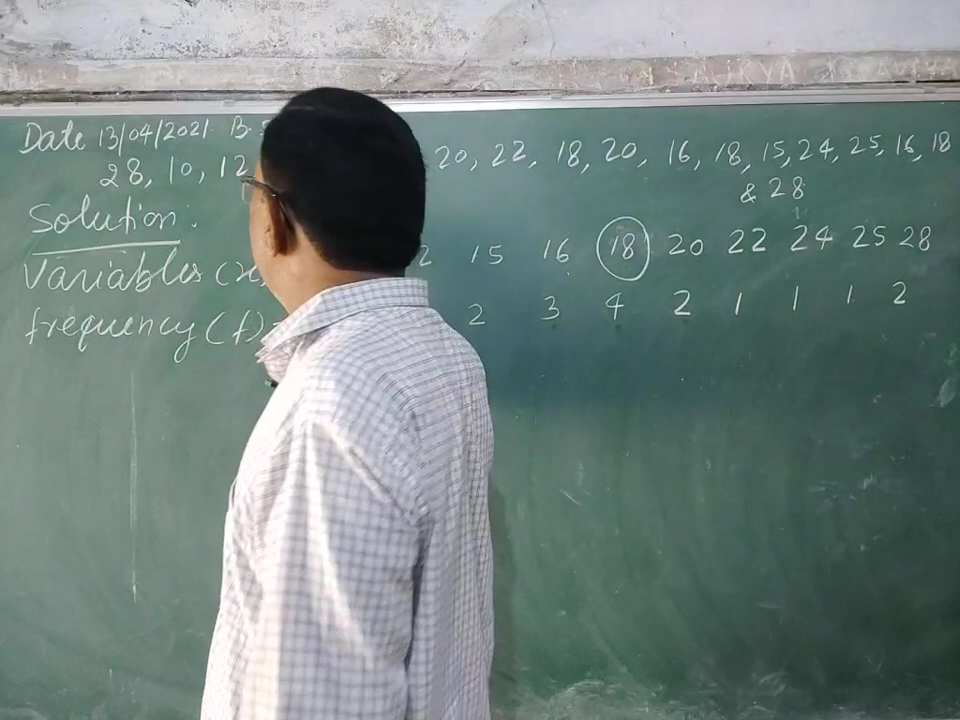 Date 13/04/2021 B.
28, 10, 12 20, 22, 18, 20, 16, 18, 15, 24, 25, 16, 18
& 28
Solution:
Variables (x 2 15 16 18 20 22 24 25 28
frequency (f) 2 3 4 2 1 1 1 2